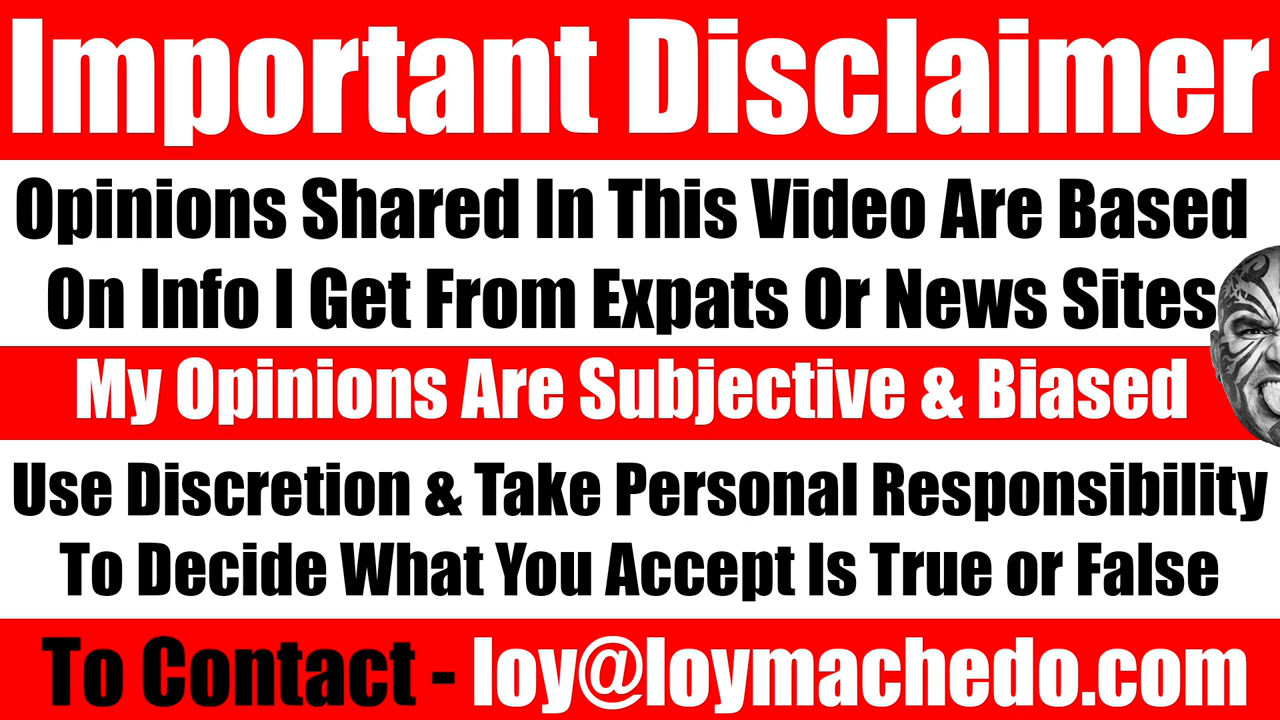 Important Disclaimer
Opinions Shared In This Video Are Based
On Info I Get From Expats Or News Sites
My Opinions Are Subjective & Biased
Use Discretion & Take Personal Responsibility
To Decide What You Accept Is True or False
To Contact - loy@loymachedo.com